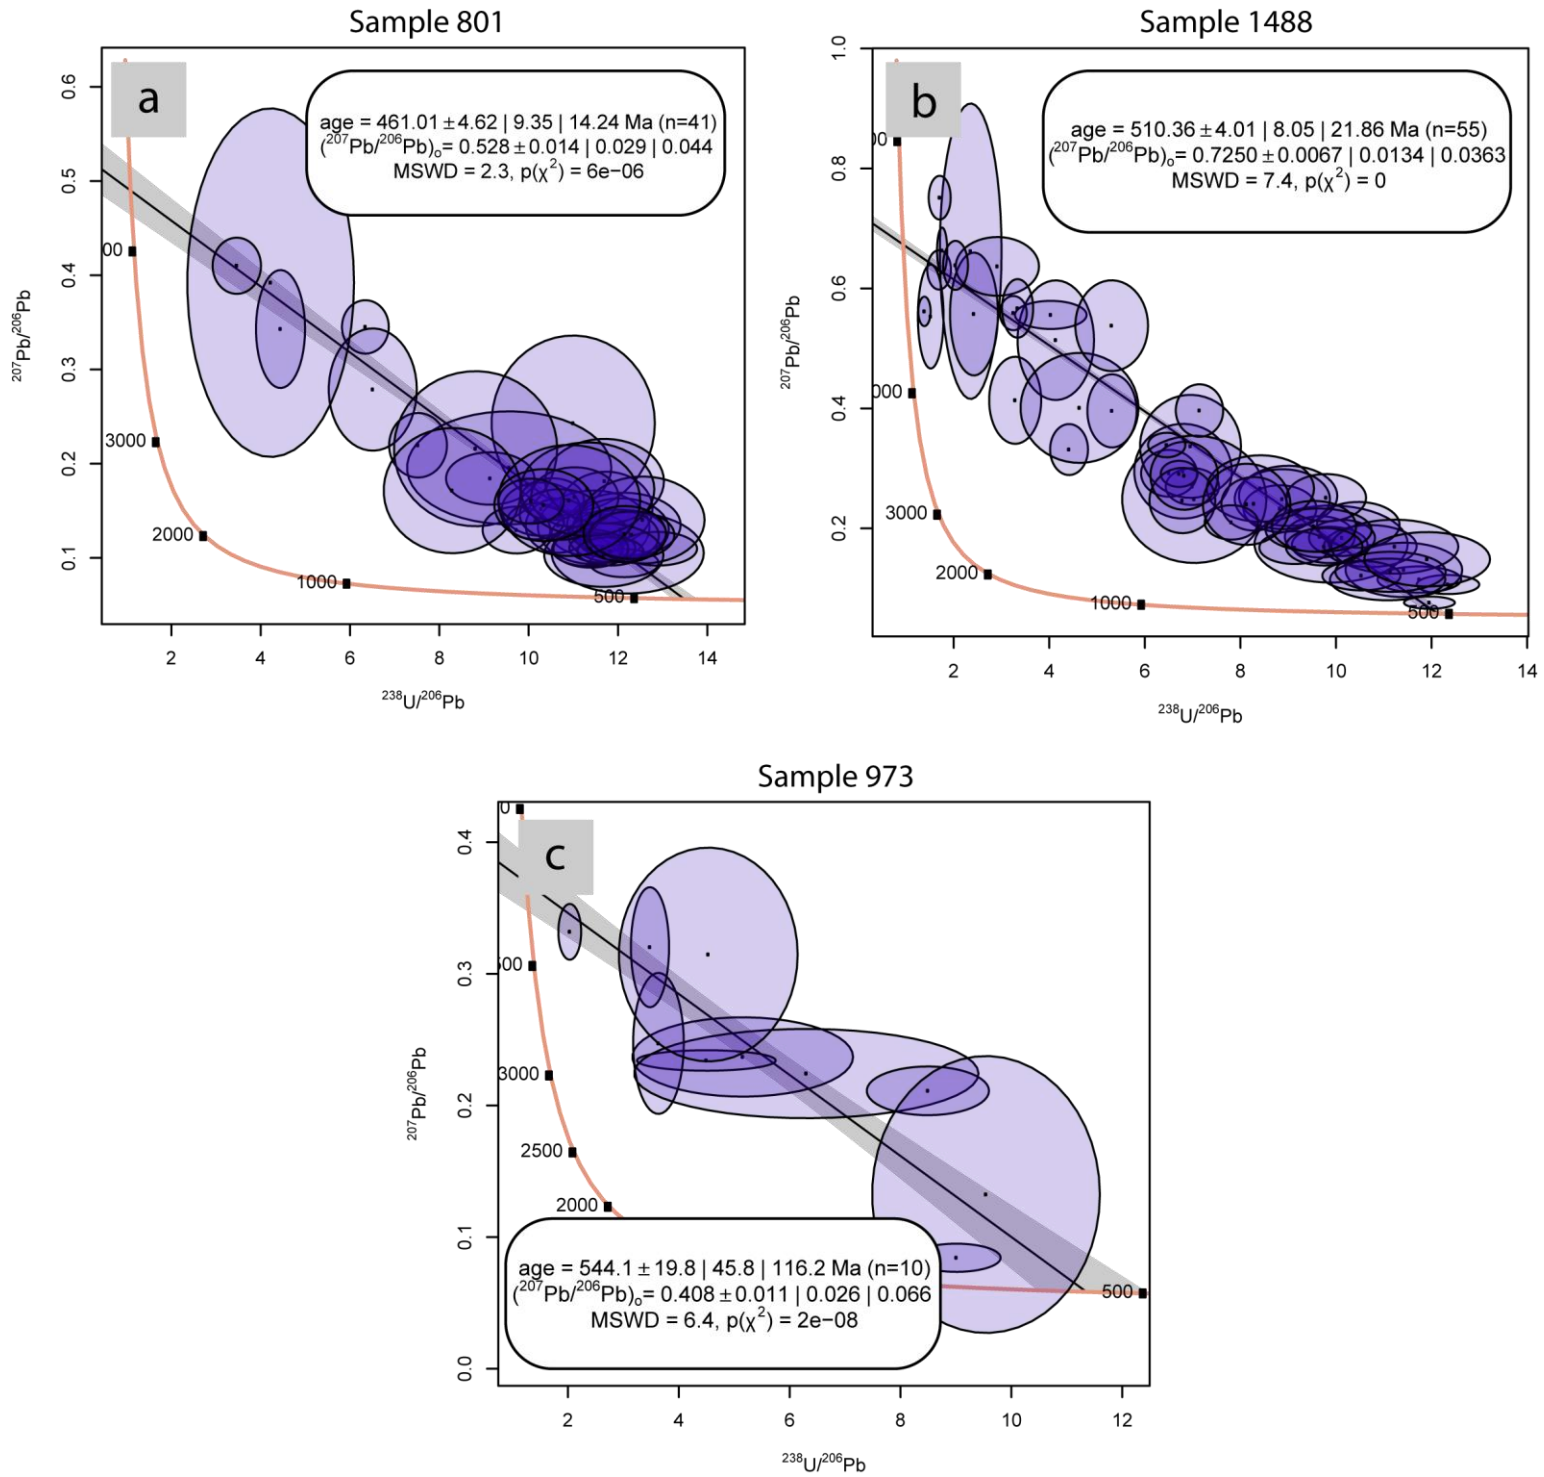 Sample 801
a
age = 461.01 ± 4.62 | 9.35 | 14.24 Ma (n=41)
(²⁰⁷Pb/²⁰⁶Pb)ₒ= 0.528 ± 0.014 | 0.029 | 0.044
MSWD = 2.3, p(χ²) = 6e−06
0.6
0.5
0.4
0.3
0.2
0.1
²⁰⁷Pb/²⁰⁶Pb
00
3000
2000
1000
500
2 4 6 8 10 12 14
²³⁸U/²⁰⁶Pb
Sample 1488
b
age = 510.36 ± 4.01 | 8.05 | 21.86 Ma (n=55)
(²⁰⁷Pb/²⁰⁶Pb)ₒ= 0.7250 ± 0.0067 | 0.0134 | 0.0363
MSWD = 7.4, p(χ²) = 0
1.0
0.8
0.6
0.4
0.2
²⁰⁷Pb/²⁰⁶Pb
00
000
3000
2000
1000
500
2 4 6 8 10 12 14
²³⁸U/²⁰⁶Pb
Sample 973
c
0.4
0.3
0.2
0.1
0.0
²⁰⁷Pb/²⁰⁶Pb
0
500
3000
2500
2000
500
age = 544.1 ± 19.8 | 45.8 | 116.2 Ma (n=10)
(²⁰⁷Pb/²⁰⁶Pb)ₒ= 0.408 ± 0.011 | 0.026 | 0.066
MSWD = 6.4, p(χ²) = 2e−08
2 4 6 8 10 12
²³⁸U/²⁰⁶Pb